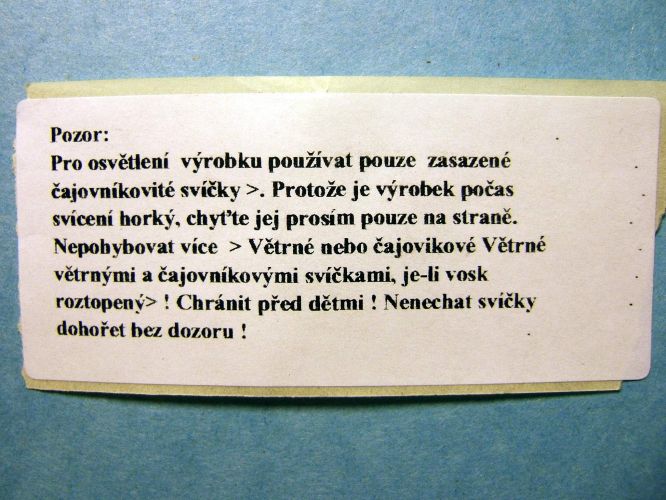 Pozor:
Pro osvětlení výrobku používat pouze zasazené
čajovníkovité svíčky >. Protože je výrobek počas
svícení horký, chyťte jej prosím pouze na straně.
Nepohybovat více > Větrné nebo čajovikové Větrné
větrnými a čajovníkovými svíčkami, je-li vosk
roztopený> ! Chránit před dětmi ! Nenechat svíčky
dohořet bez dozoru !